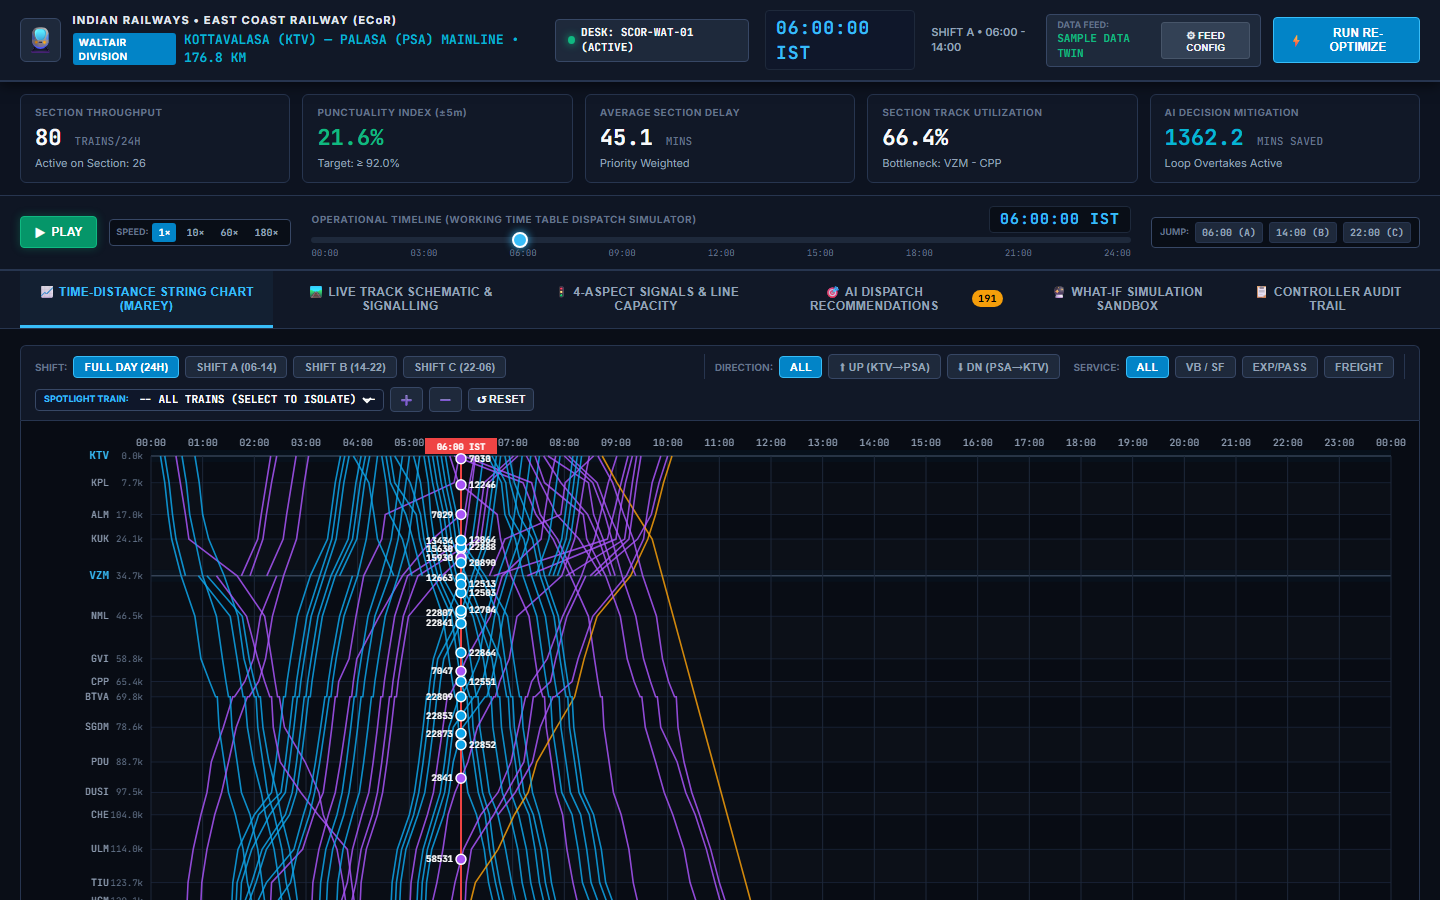 INDIAN RAILWAYS • EAST COAST RAILWAY (ECoR)
WALTAIR DIVISION
KOTTAVALASA (KTV) — PALASA (PSA) MAINLINE • 176.8 KM
DESK: SCOR-WAT-01 (ACTIVE)
06:00:00 IST
SHIFT A • 06:00 - 14:00
DATA FEED:
SAMPLE DATA TWIN
⚙ FEED CONFIG
⚡ RUN RE-OPTIMIZE
SECTION THROUGHPUT
80 TRAINS/24H
Active on Section: 26
PUNCTUALITY INDEX (±5m)
21.6%
Target: ≥ 92.0%
AVERAGE SECTION DELAY
45.1 MINS
Priority Weighted
SECTION TRACK UTILIZATION
66.4%
Bottleneck: VZM - CPP
AI DECISION MITIGATION
1362.2 MINS SAVED
Loop Overtakes Active
▶ PLAY
SPEED: 1× 10× 60× 180×
OPERATIONAL TIMELINE (WORKING TIME TABLE DISPATCH SIMULATOR)
06:00:00 IST
00:00 03:00 06:00 09:00 12:00 15:00 18:00 21:00 24:00
JUMP: 06:00 (A) 14:00 (B) 22:00 (C)
TIME-DISTANCE STRING CHART (MAREY)
LIVE TRACK SCHEMATIC & SIGNALLING
4-ASPECT SIGNALS & LINE CAPACITY
AI DISPATCH RECOMMENDATIONS 191
WHAT-IF SIMULATION SANDBOX
CONTROLLER AUDIT TRAIL
SHIFT: FULL DAY (24H) SHIFT A (06-14) SHIFT B (14-22) SHIFT C (22-06)
DIRECTION: ALL ⬆ UP (KTV→PSA) ⬇ DN (PSA→KTV)
SERVICE: ALL VB / SF EXP/PASS FREIGHT
SPOTLIGHT TRAIN: -- ALL TRAINS (SELECT TO ISOLATE) + − ↺ RESET
00:00 01:00 02:00 03:00 04:00 05:00 06:00 IST 07:00 08:00 09:00 10:00 11:00 12:00 13:00 14:00 15:00 16:00 17:00 18:00 19:00 20:00 21:00 22:00 23:00 00:00
KTV 0.0k
7030
KPL 7.7k
12246
ALM 17.0k
7029
KUK 24.1k
13434 12864
15630 22888
15930
20890
VZM 34.7k
12663
12513
12503
NML 46.5k
22807 12704
22841
22864
GVI 58.8k
7047
CPP 65.4k
12551
BTVA 69.8k
22809
22853
SGDM 78.6k
22873
22852
PDU 88.7k
2841
DUSI 97.5k
CHE 104.0k
ULM 114.0k
58531
TIU 123.7k